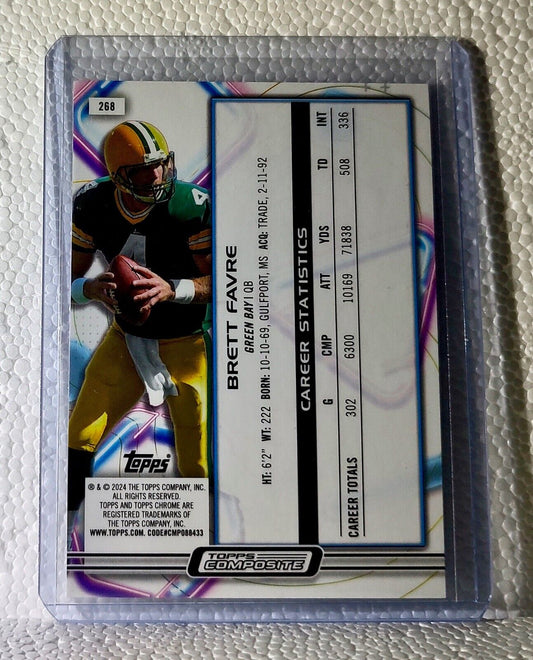 268
4
BRETT FAVRE
GREEN BAY | QB
HT: 6'2" WT: 222 BORN: 10-10-69, GULFPORT, MS ACQ: TRADE, 2-11-92
CAREER STATISTICS
G CMP ATT YDS TD INT
CAREER TOTALS 302 6300 10169 71838 508 336
Topps
® & © 2024 THE TOPPS COMPANY, INC.
ALL RIGHTS RESERVED.
TOPPS AND TOPPS CHROME ARE
REGISTERED TRADEMARKS OF
THE TOPPS COMPANY, INC.
WWW.TOPPS.COM. CODE#CMP088433
TOPPS
COMPOSITE